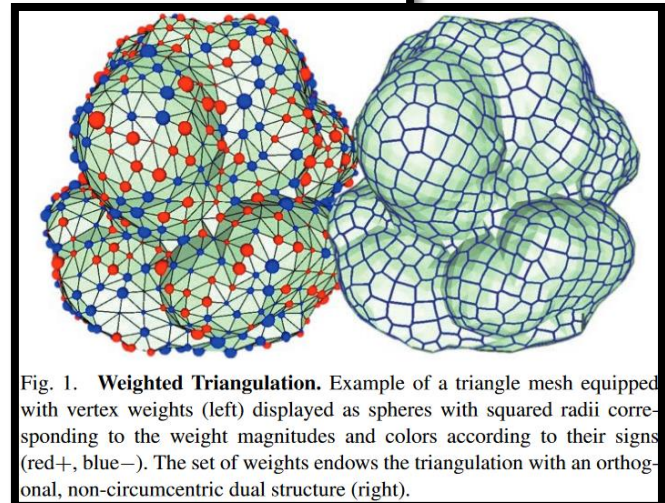 Fig. 1. Weighted Triangulation. Example of a triangle mesh equipped
with vertex weights (left) displayed as spheres with squared radii corre-
sponding to the weight magnitudes and colors according to their signs
(red+, blue−). The set of weights endows the triangulation with an orthog-
onal, non-circumcentric dual structure (right).